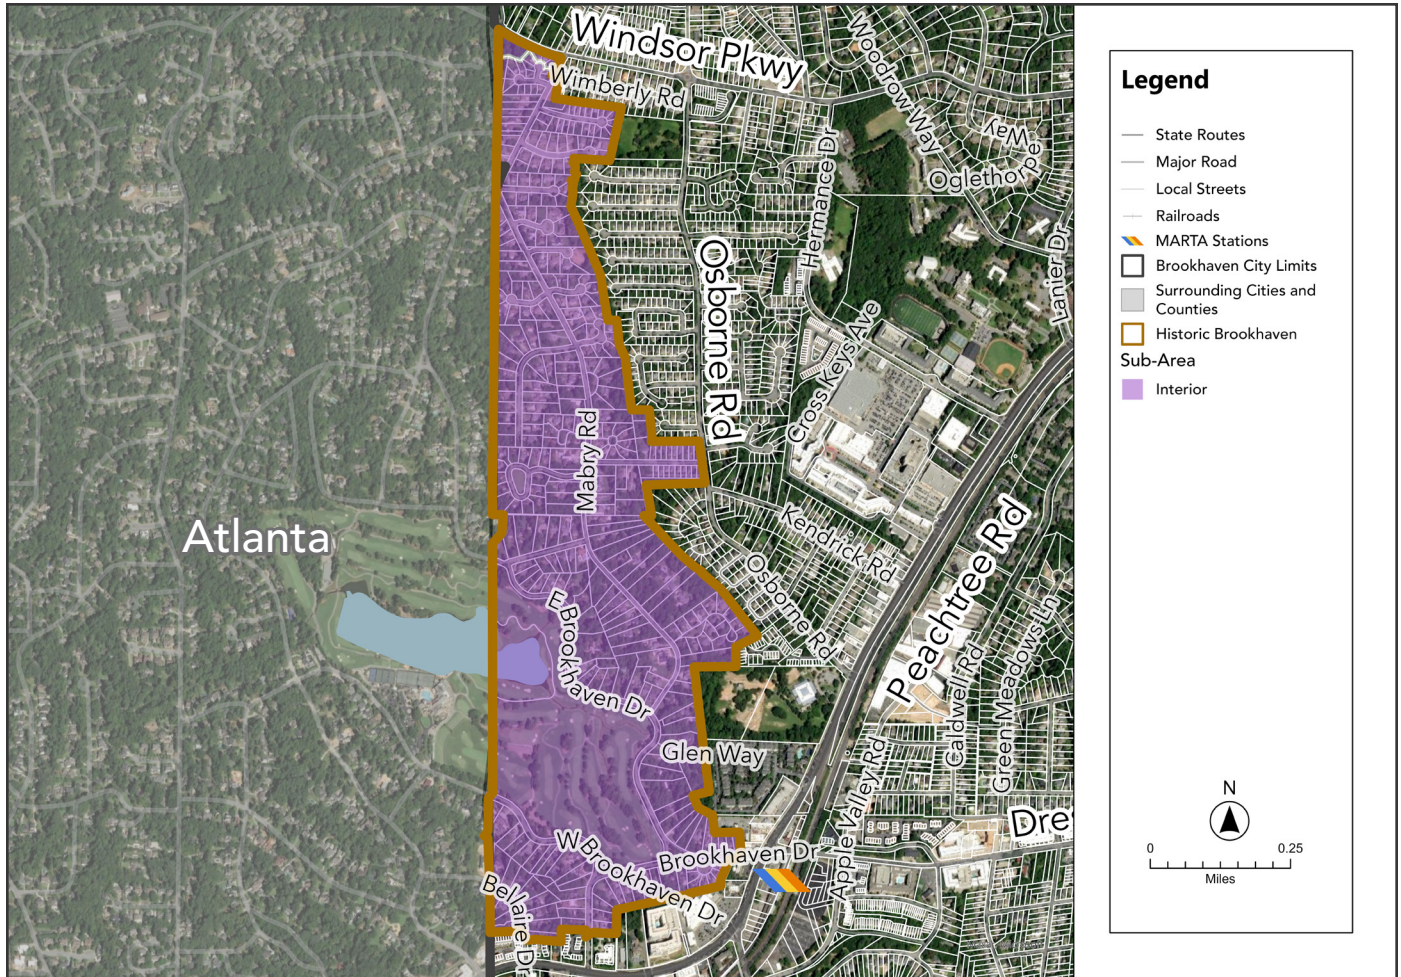 Windsor Pkwy
Wimberly Rd
Woodrow Way
Oglethorpe
Way
Hermance Dr
Lanier Dr
Osborne Rd
Cross Keys Ave
Mabry Rd
Atlanta
Kendrick Rd
Osborne Rd
Peachtree Rd
E Brookhaven Dr
Caldwell Rd
Green Meadows Ln
Glen Way
Apple Valley Rd
Dre
W Brookhaven Dr
Brookhaven Dr
Bellaire Dr
Legend
State Routes
Major Road
Local Streets
Railroads
MARTA Stations
Brookhaven City Limits
Surrounding Cities and
Counties
Historic Brookhaven
Sub-Area
Interior
N
0 0.25
Miles